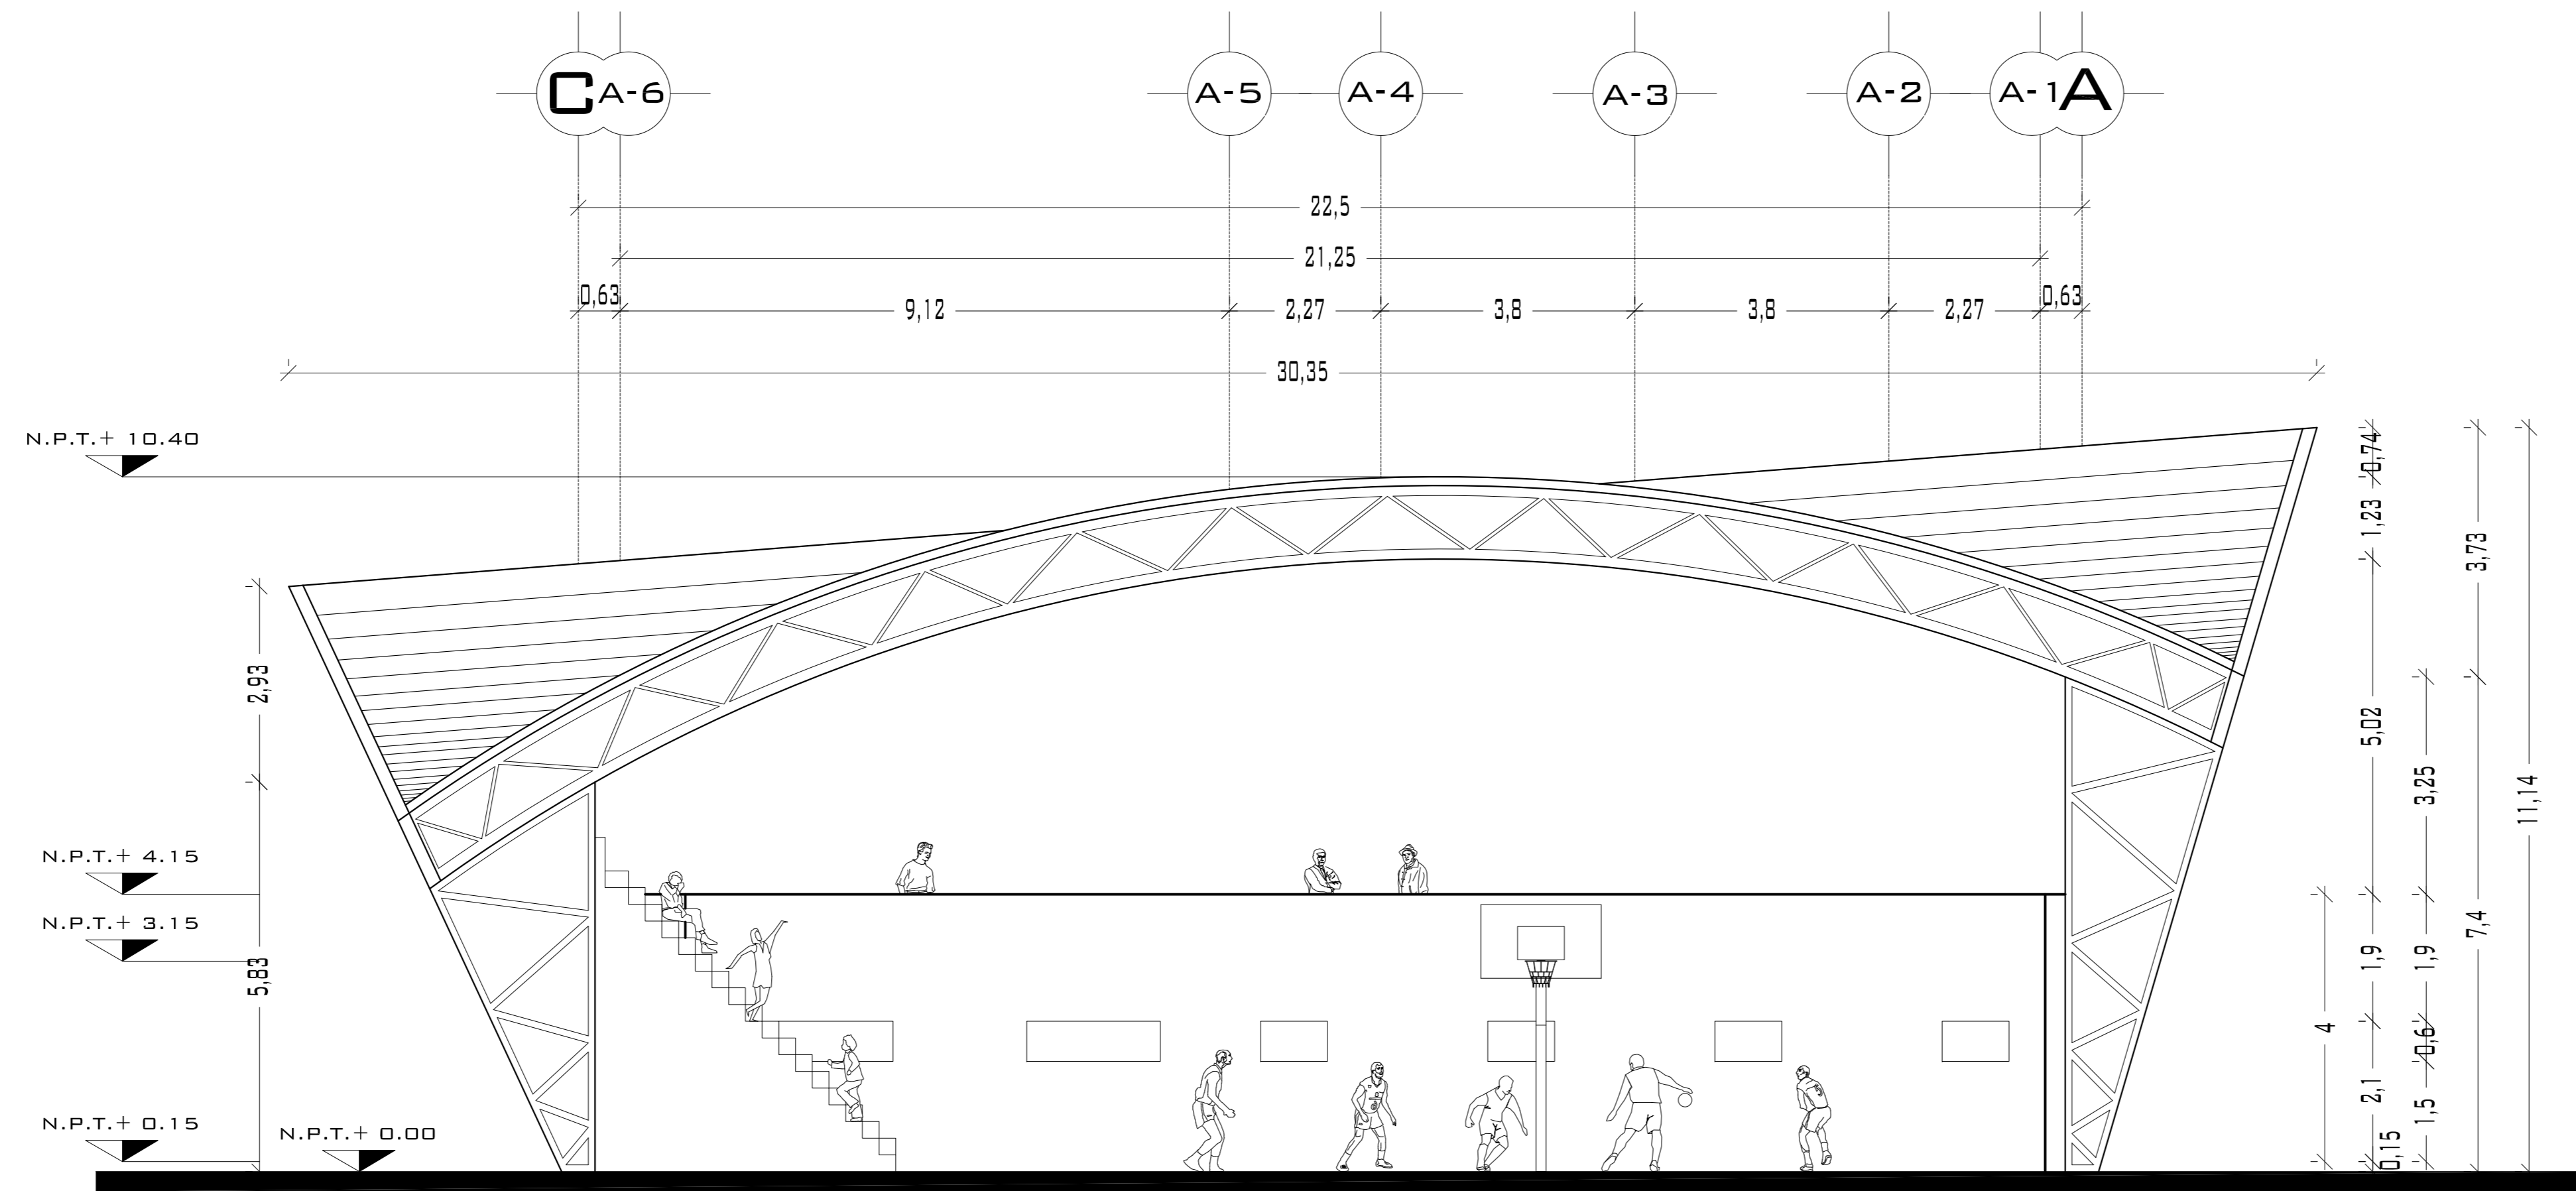 C A-6 A-5 A-4 A-3 A-2 A-1 A
22,5
21,25
0,63 9,12 2,27 3,8 3,8 2,27 0,63
30,35
N.P.T.+ 10.40
0,74
1,23
3,73
2,93
5,02
3,25
11,14
N.P.T.+ 4.15
N.P.T.+ 3.15
7,4
1,9
1,9
5,83
4
0,6
2,1
1,5
N.P.T.+ 0.15
N.P.T.+ 0.00
0,15